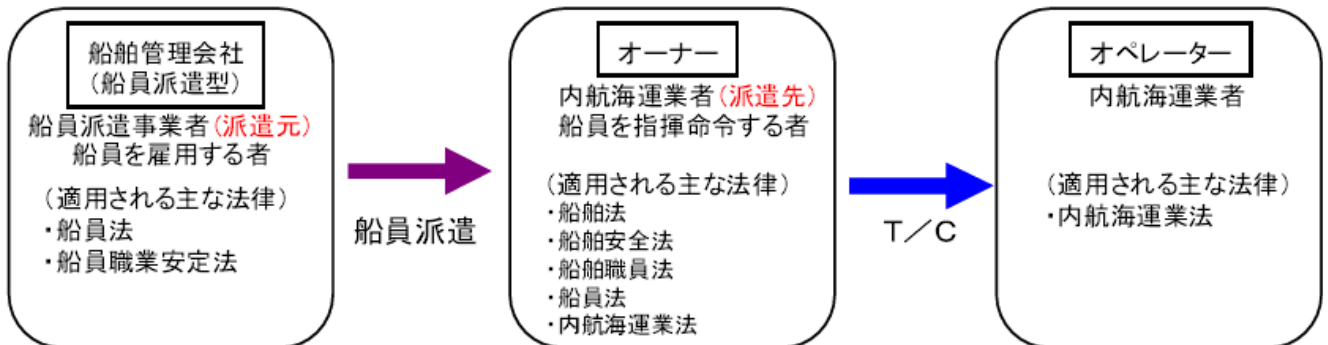 船舶管理会社
(船員派遣型)
船員派遣事業者(派遣元)
船員を雇用する者
(適用される主な法律)
・船員法
・船員職業安定法
船員派遣
オーナー
内航海運業者(派遣先)
船員を指揮命令する者
(適用される主な法律)
・船舶法
・船舶安全法
・船舶職員法
・船員法
・内航海運業法
T/C
オペレーター
内航海運業者
(適用される主な法律)
・内航海運業法